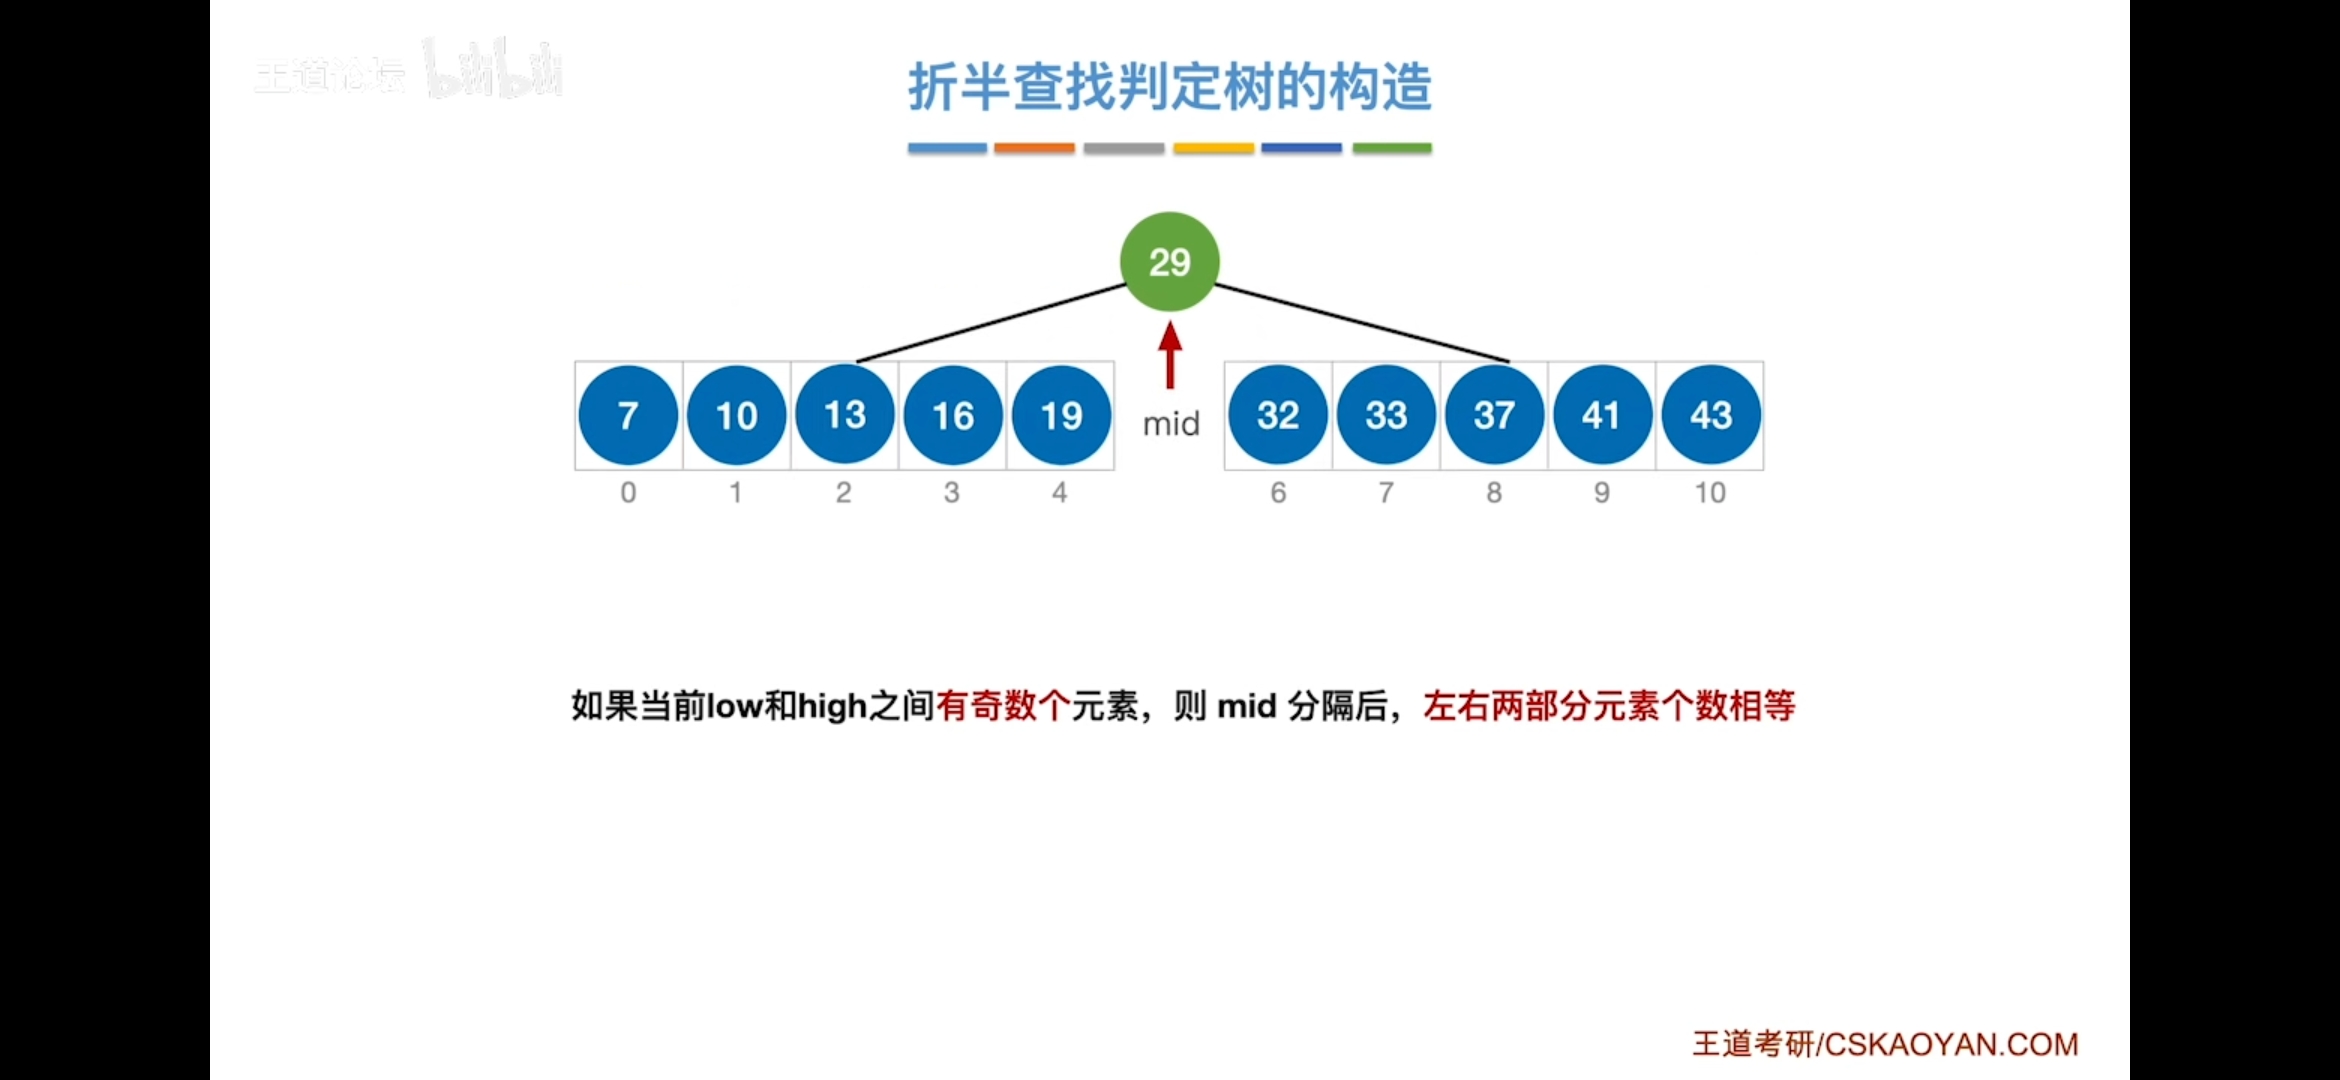 王道论坛 bilibili
折半查找判定树的构造
29
7 10 13 16 19 mid 32 33 37 41 43
0 1 2 3 4 6 7 8 9 10
如果当前low和high之间有奇数个元素，则 mid 分隔后，左右两部分元素个数相等
王道考研/CSKAOYAN.COM